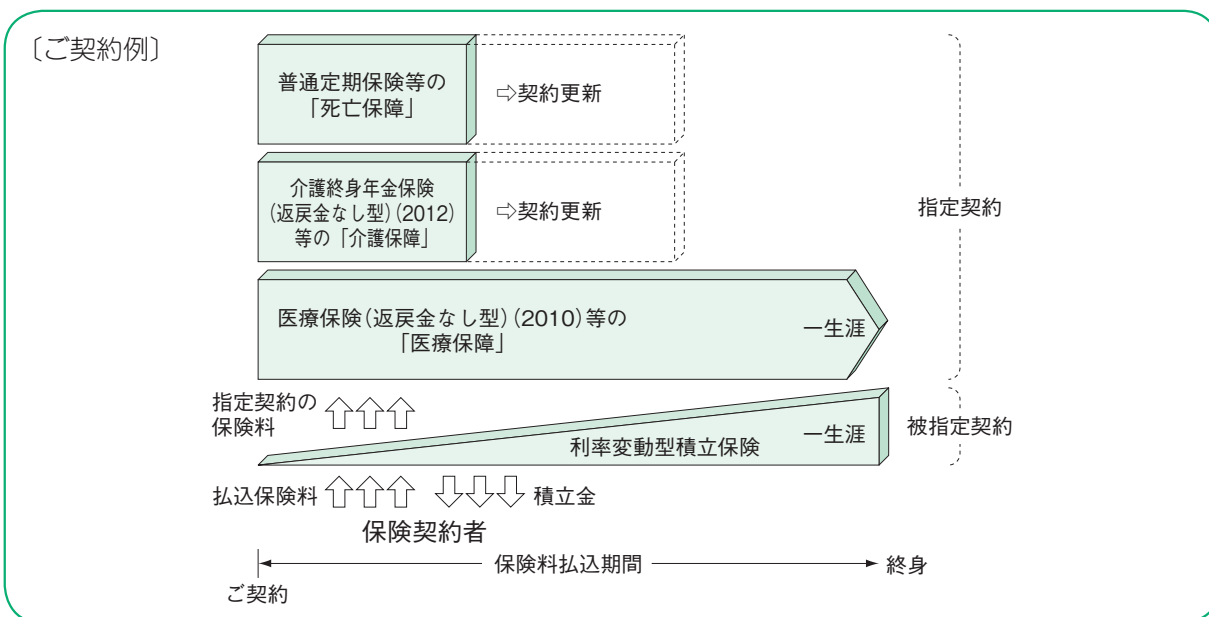 〔ご契約例〕
普通定期保険等の
「死亡保障」
⇨契約更新
介護終身年金保険
(返戻金なし型)(2012)
等の「介護保障」
⇨契約更新
指定契約
医療保険(返戻金なし型)(2010)等の
「医療保障」
一生涯
指定契約の
保険料
利率変動型積立保険
一生涯
被指定契約
払込保険料
積立金
保険契約者
保険料払込期間
終身
ご契約